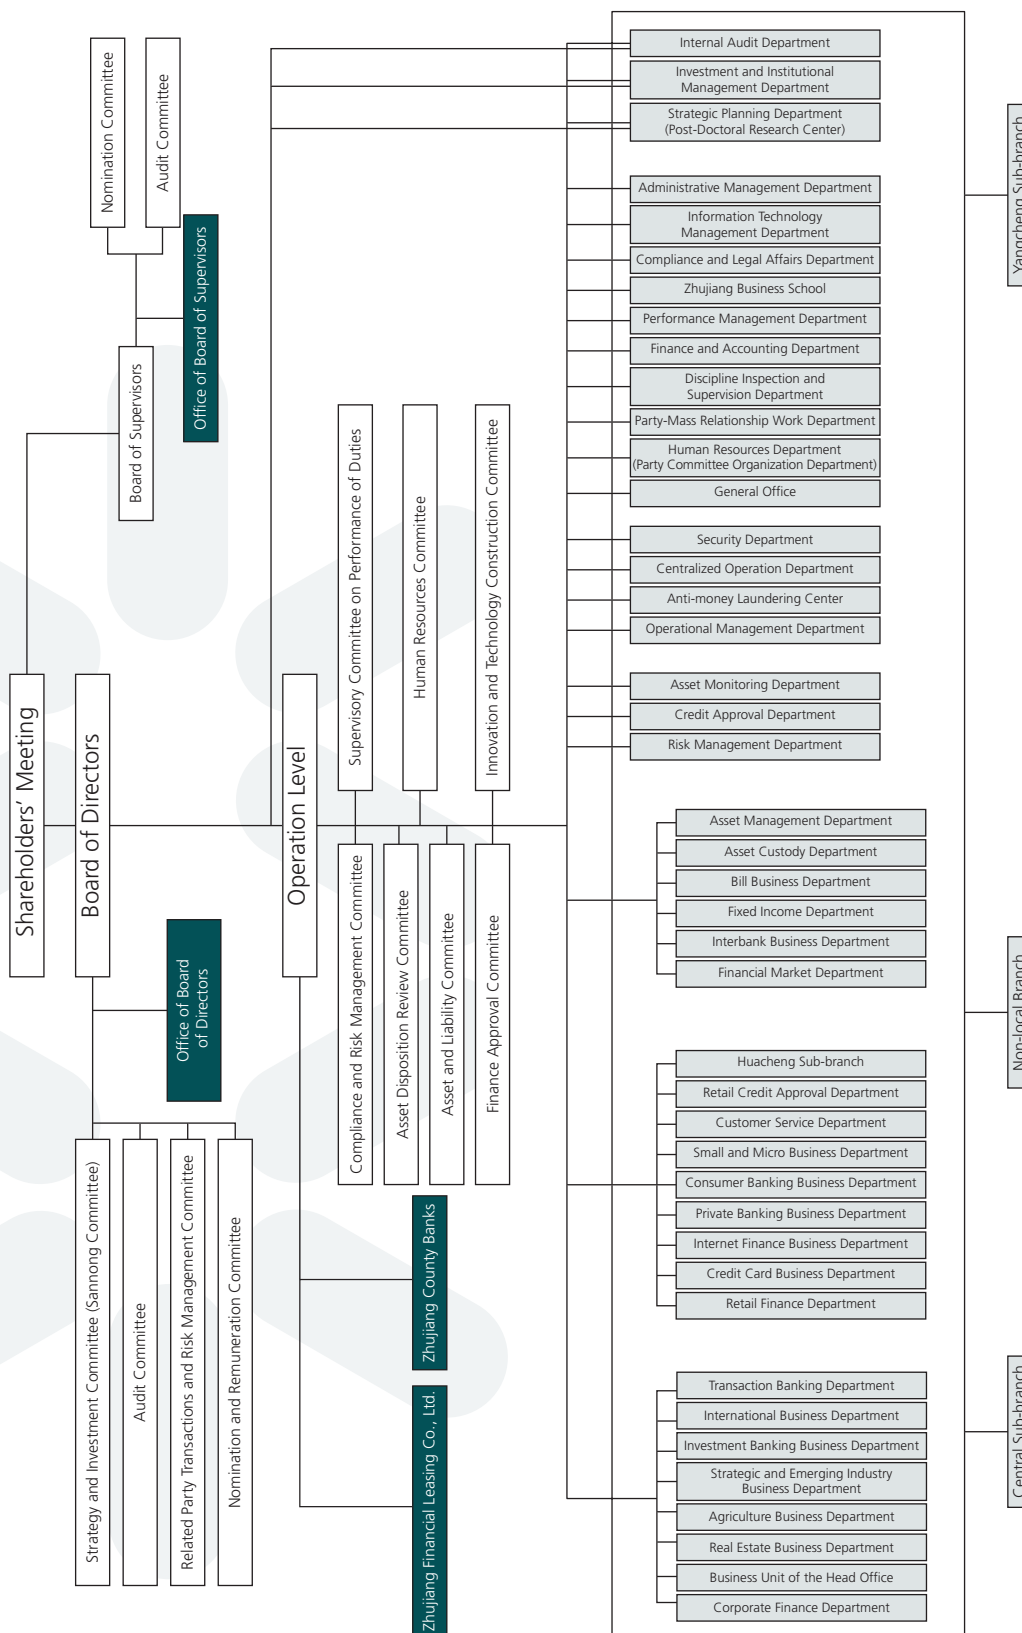 Shareholders' Meeting
Board of Directors
Operation Level
Board of Supervisors
Nomination Committee
Audit Committee
Office of Board of Supervisors
Office of Board
of Directors
Strategy and Investment Committee (Sannong Committee)
Audit Committee
Related Party Transactions and Risk Management Committee
Nomination and Remuneration Committee
Supervisory Committee on Performance of Duties
Human Resources Committee
Innovation and Technology Construction Committee
Compliance and Risk Management Committee
Asset Disposition Review Committee
Asset and Liability Committee
Finance Approval Committee
Zhujiang County Banks
Zhujiang Financial Leasing Co., Ltd.
Internal Audit Department
Investment and Institutional
Management Department
Strategic Planning Department
(Post-Doctoral Research Center)
Administrative Management Department
Information Technology
Management Department
Compliance and Legal Affairs Department
Zhujiang Business School
Performance Management Department
Finance and Accounting Department
Discipline Inspection and
Supervision Department
Party-Mass Relationship Work Department
Human Resources Department
(Party Committee Organization Department)
General Office
Security Department
Centralized Operation Department
Anti-money Laundering Center
Operational Management Department
Asset Monitoring Department
Credit Approval Department
Risk Management Department
Asset Management Department
Asset Custody Department
Bill Business Department
Fixed Income Department
Interbank Business Department
Financial Market Department
Huacheng Sub-branch
Retail Credit Approval Department
Customer Service Department
Small and Micro Business Department
Consumer Banking Business Department
Private Banking Business Department
Internet Finance Business Department
Credit Card Business Department
Retail Finance Department
Transaction Banking Department
International Business Department
Investment Banking Business Department
Strategic and Emerging Industry
Business Department
Agriculture Business Department
Real Estate Business Department
Business Unit of the Head Office
Corporate Finance Department
Yangcheng Sub-branch
Non-local Branch
Central Sub-branch